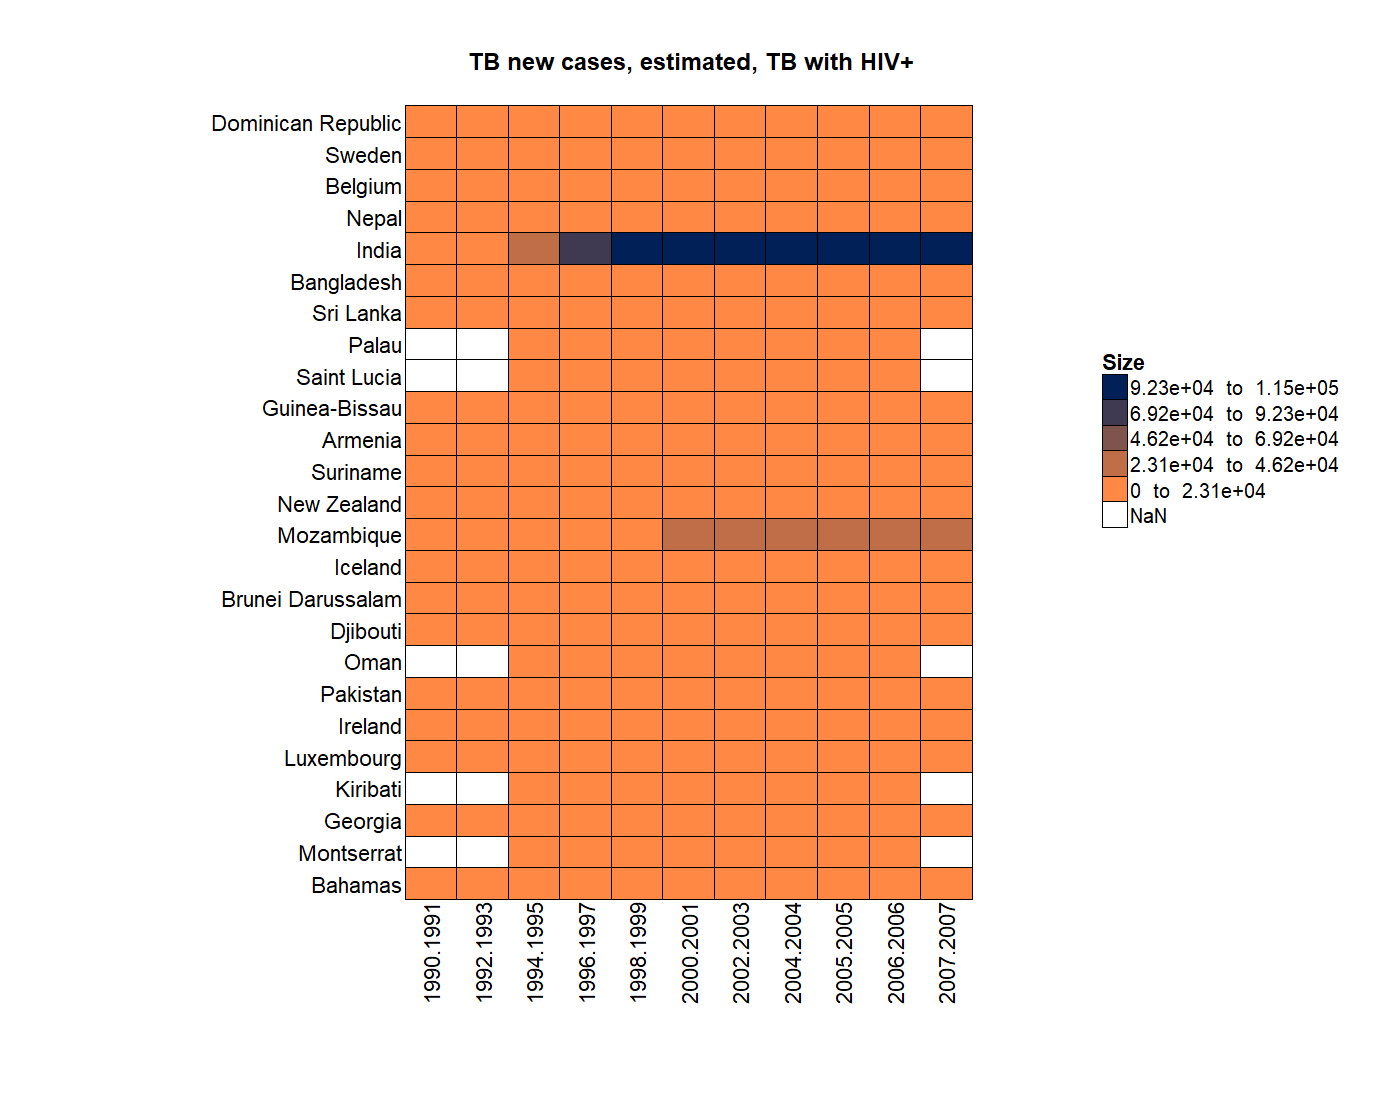 TB new cases, estimated, TB with HIV+
Dominican Republic
Sweden
Belgium
Nepal
India
Bangladesh
Sri Lanka
Palau
Saint Lucia
Guinea-Bissau
Armenia
Suriname
New Zealand
Mozambique
Iceland
Brunei Darussalam
Djibouti
Oman
Pakistan
Ireland
Luxembourg
Kiribati
Georgia
Montserrat
Bahamas
1990.1991
1992.1993
1994.1995
1996.1997
1998.1999
2000.2001
2002.2003
2004.2004
2005.2005
2006.2006
2007.2007
Size
9.23e+04 to 1.15e+05
6.92e+04 to 9.23e+04
4.62e+04 to 6.92e+04
2.31e+04 to 4.62e+04
0 to 2.31e+04
NaN